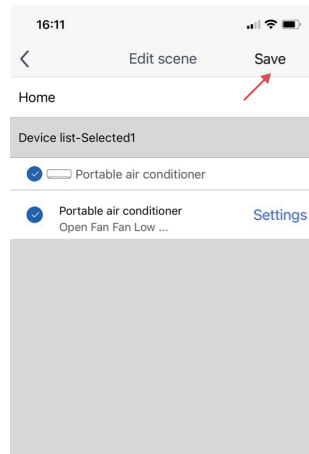 16:11
Edit scene
Save
Home
Device list-Selected1
Portable air conditioner
Portable air conditioner
Settings
Open Fan Fan Low ...